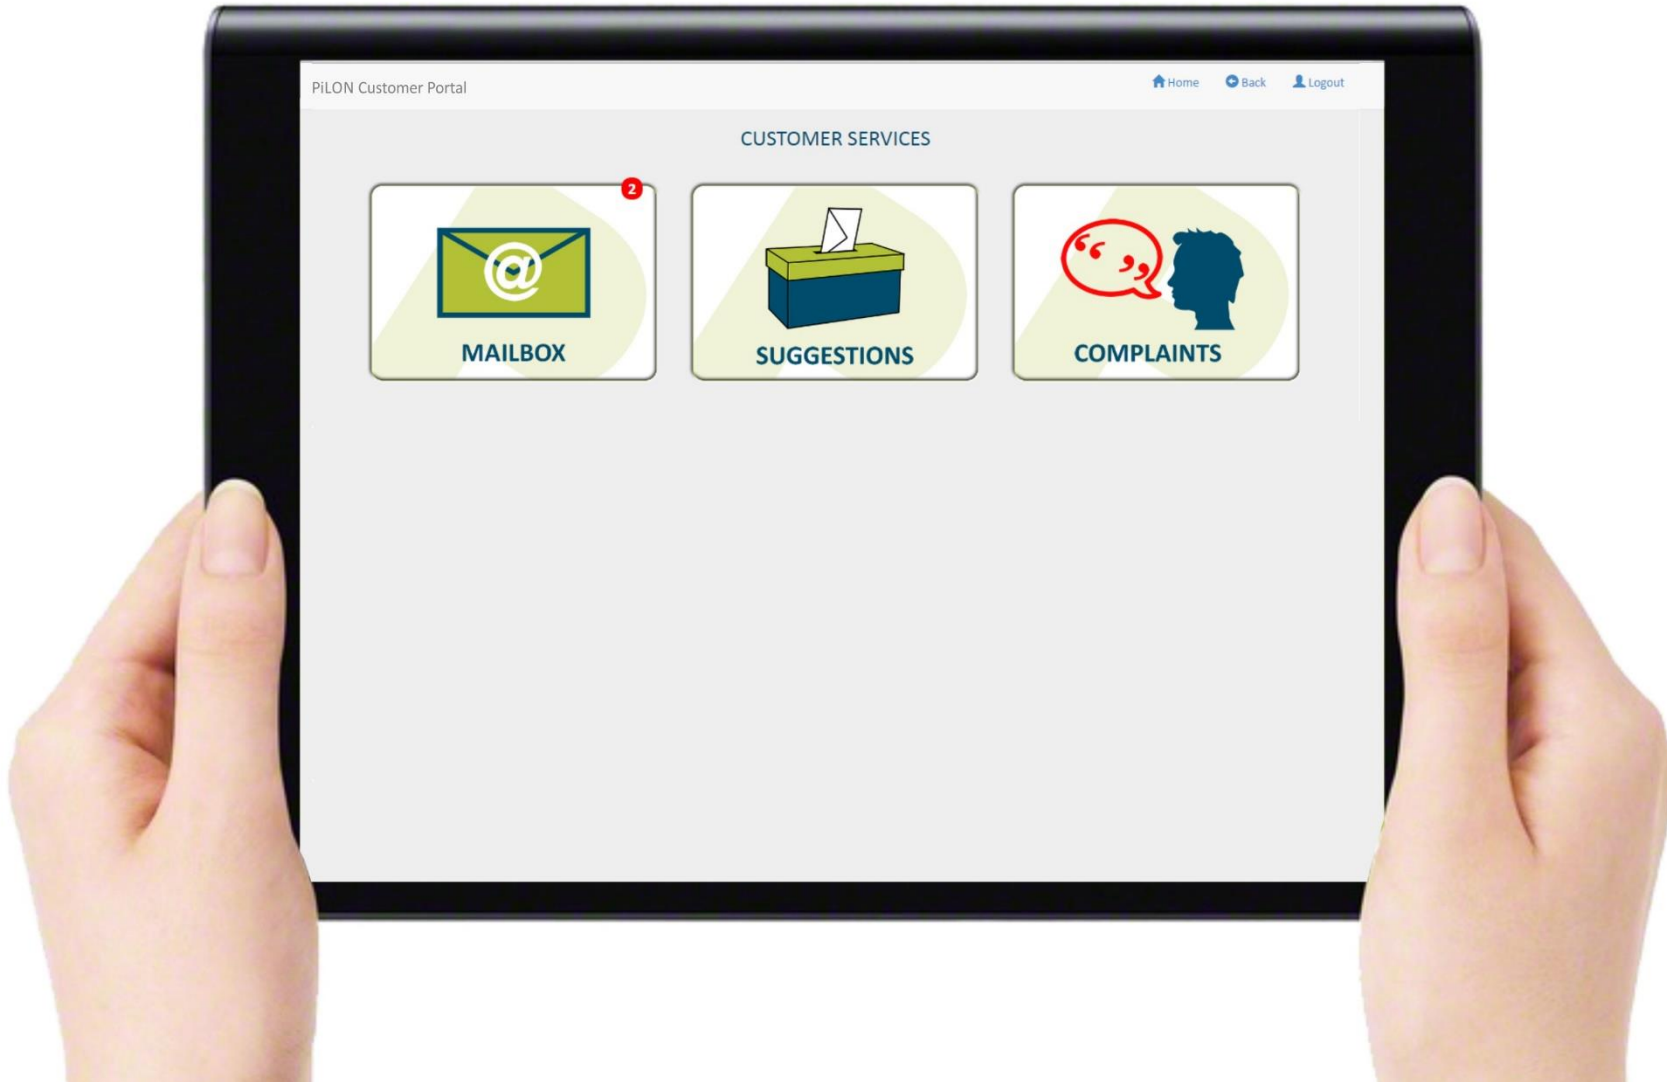 PiLON Customer Portal
Home Back Logout
CUSTOMER SERVICES
2
@
MAILBOX
SUGGESTIONS
“ ”
COMPLAINTS